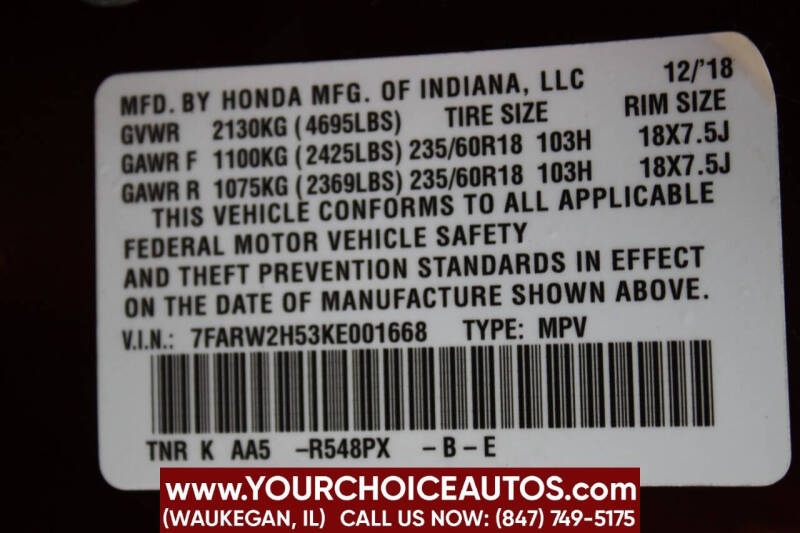 MFD. BY HONDA MFG. OF INDIANA, LLC 12/'18
GVWR 2130KG (4695LBS) TIRE SIZE RIM SIZE
GAWR F 1100KG (2425LBS) 235/60R18 103H 18X7.5J
GAWR R 1075KG (2369LBS) 235/60R18 103H 18X7.5J
THIS VEHICLE CONFORMS TO ALL APPLICABLE
FEDERAL MOTOR VEHICLE SAFETY
AND THEFT PREVENTION STANDARDS IN EFFECT
ON THE DATE OF MANUFACTURE SHOWN ABOVE.
V.I.N.: 7FARW2H53KE001668 TYPE: MPV
TNR K AA5 -R548PX -B-E
www.YOURCHOICEAUTOS.com
(WAUKEGAN, IL) CALL US NOW: (847) 749-5175